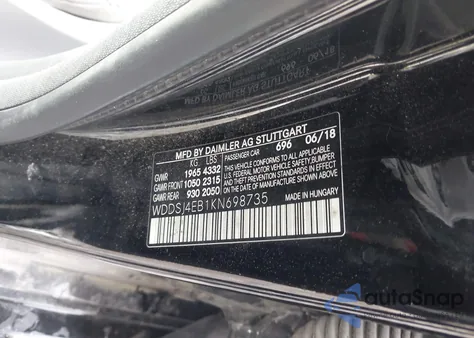 MFD BY DAIMLER AG STUTTGART
KG LBS PASSENGER CAR 696 06/18
GVWR 1965 4332
GAWR FRONT 1050 2315
GAWR REAR 930 2050
THIS VEHICLE CONFORMS TO ALL APPLICABLE
U.S. FEDERAL MOTOR VEHICLE SAFETY, BUMPER
AND THEFT PREVENTION STANDARDS IN EFFECT
ON THE DATE OF MANUFACTURE SHOWN ABOVE.
WDDSJ4EB1KN698735
MADE IN HUNGARY
autoSnap